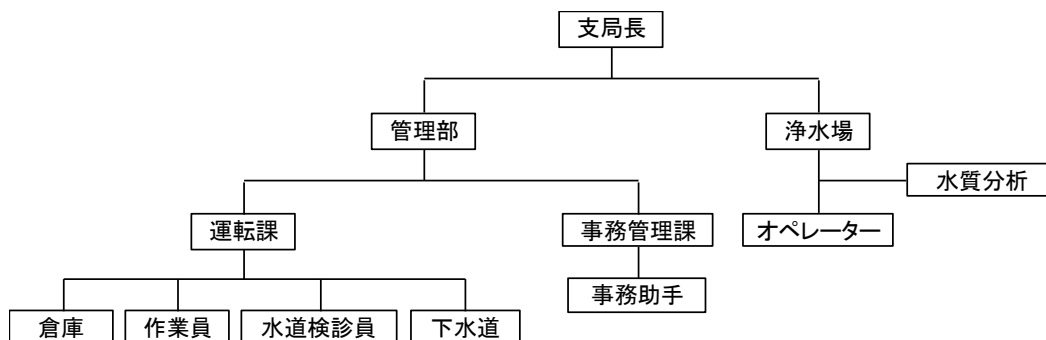 支局長
管理部
浄水場
水質分析
運転課
事務管理課
オペレーター
事務助手
倉庫
作業員
水道検診員
下水道